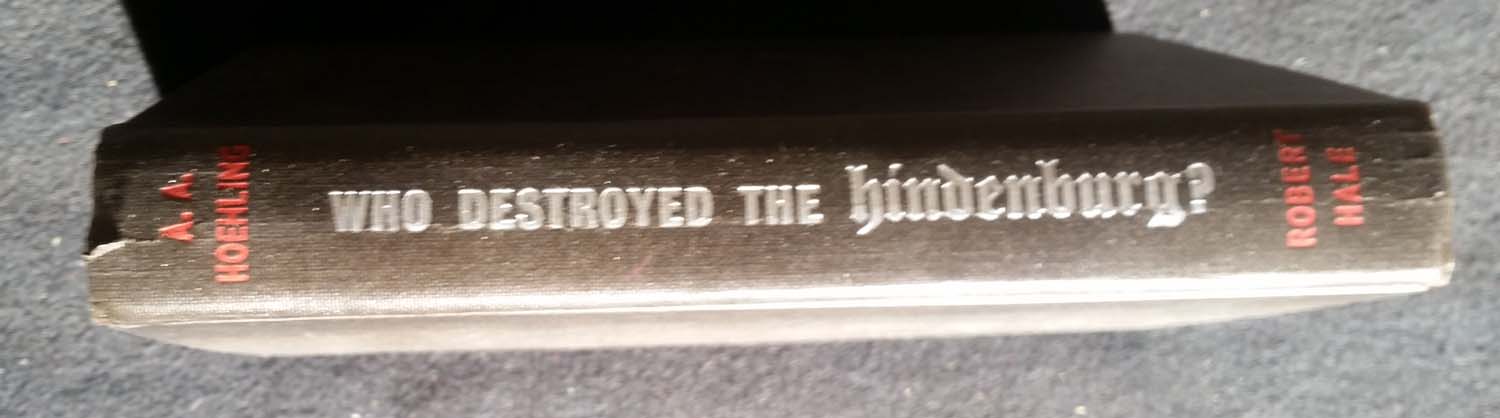 A. A.
HOEHLING
WHO DESTROYED THE hindenburg?
ROBERT
HALE